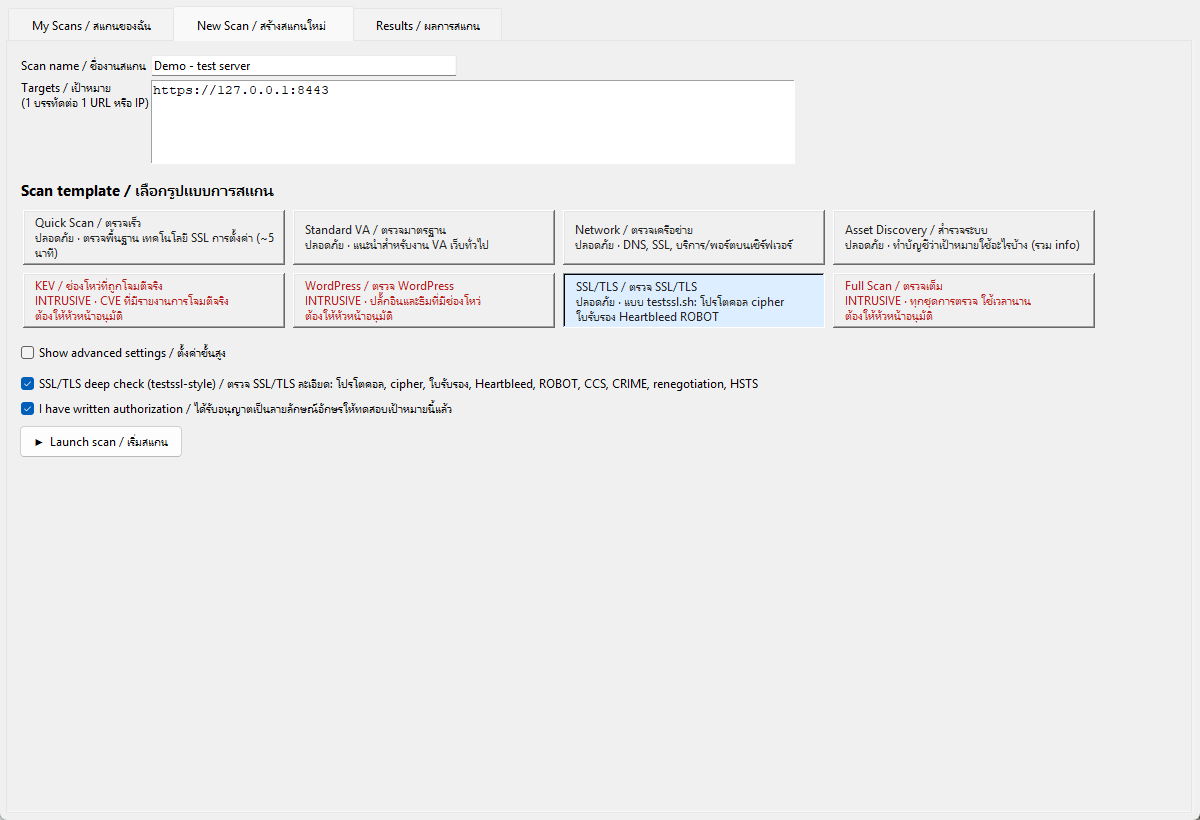 My Scans / สแกนของฉัน
New Scan / สร้างสแกนใหม่
Results / ผลการสแกน
Scan name / ชื่องานสแกน
Demo - test server
Targets / เป้าหมาย
(1 บรรทัดต่อ 1 URL หรือ IP)
https://127.0.0.1:8443
Scan template / เลือกรูปแบบการสแกน
Quick Scan / ตรวจเร็ว
ปลอดภัย · ตรวจพื้นฐาน เทคโนโลยี SSL การตั้งค่า (~5
นาที)
Standard VA / ตรวจมาตรฐาน
ปลอดภัย · แนะนำสำหรับงาน VA เว็บทั่วไป
Network / ตรวจเครือข่าย
ปลอดภัย · DNS, SSL, บริการ/พอร์ตบนเซิร์ฟเวอร์
Asset Discovery / สำรวจระบบ
ปลอดภัย · ทำบัญชีว่าเป้าหมายใช้อะไรบ้าง (รวม info)
KEV / ช่องโหว่ที่ถูกโจมตีจริง
INTRUSIVE · CVE ที่มีรายงานการโจมตีจริง
ต้องให้หัวหน้าอนุมัติ
WordPress / ตรวจ WordPress
INTRUSIVE · ปลั๊กอินและธีมที่มีช่องโหว่
ต้องให้หัวหน้าอนุมัติ
SSL/TLS / ตรวจ SSL/TLS
ปลอดภัย · แบบ testssl.sh: โปรโตคอล cipher
ใบรับรอง Heartbleed ROBOT
Full Scan / ตรวจเต็ม
INTRUSIVE · ทุกชุดการตรวจ ใช้เวลานาน
ต้องให้หัวหน้าอนุมัติ
Show advanced settings / ตั้งค่าขั้นสูง
SSL/TLS deep check (testssl-style) / ตรวจ SSL/TLS ละเอียด: โปรโตคอล, cipher, ใบรับรอง, Heartbleed, ROBOT, CCS, CRIME, renegotiation, HSTS
I have written authorization / ได้รับอนุญาตเป็นลายลักษณ์อักษรให้ทดสอบเป้าหมายนี้แล้ว
► Launch scan / เริ่มสแกน